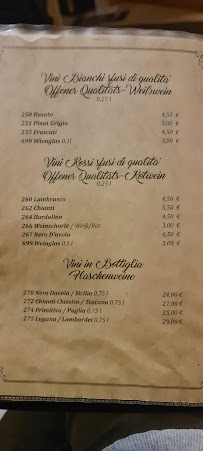 Vini Bianchi sfusi di qualita'
Offener Qualitäts-Weißwein
0,25 l
250 Rosato 4,50 €
251 Pinot Grigio 5,00 €
255 Frascati 4,50 €
699 Weinglas 0,1 l 3,00 €
Vini Rossi sfusi di qualita'
Offener Qualitäts-Rotwein
0,25 l
260 Lambrusco 4,50 €
262 Chianti 5,50 €
264 Bardolino 4,50 €
266 Weinschorle / Weiß/Rot 3,00 €
267 Nero D'avola 4,50 €
699 Weinglas 0,1 l 3,00 €
Vini in Bottiglia
Flaschenweine
270 Nero Davola / Sicilia 0,75 l 24,00 €
272 Chianti Classico / Toscana 0,75 l 27,00 €
274 Primitivo / Puglia 0,75 l 25,00 €
275 Lugana / Lombardei 0,75 l 29,00 €